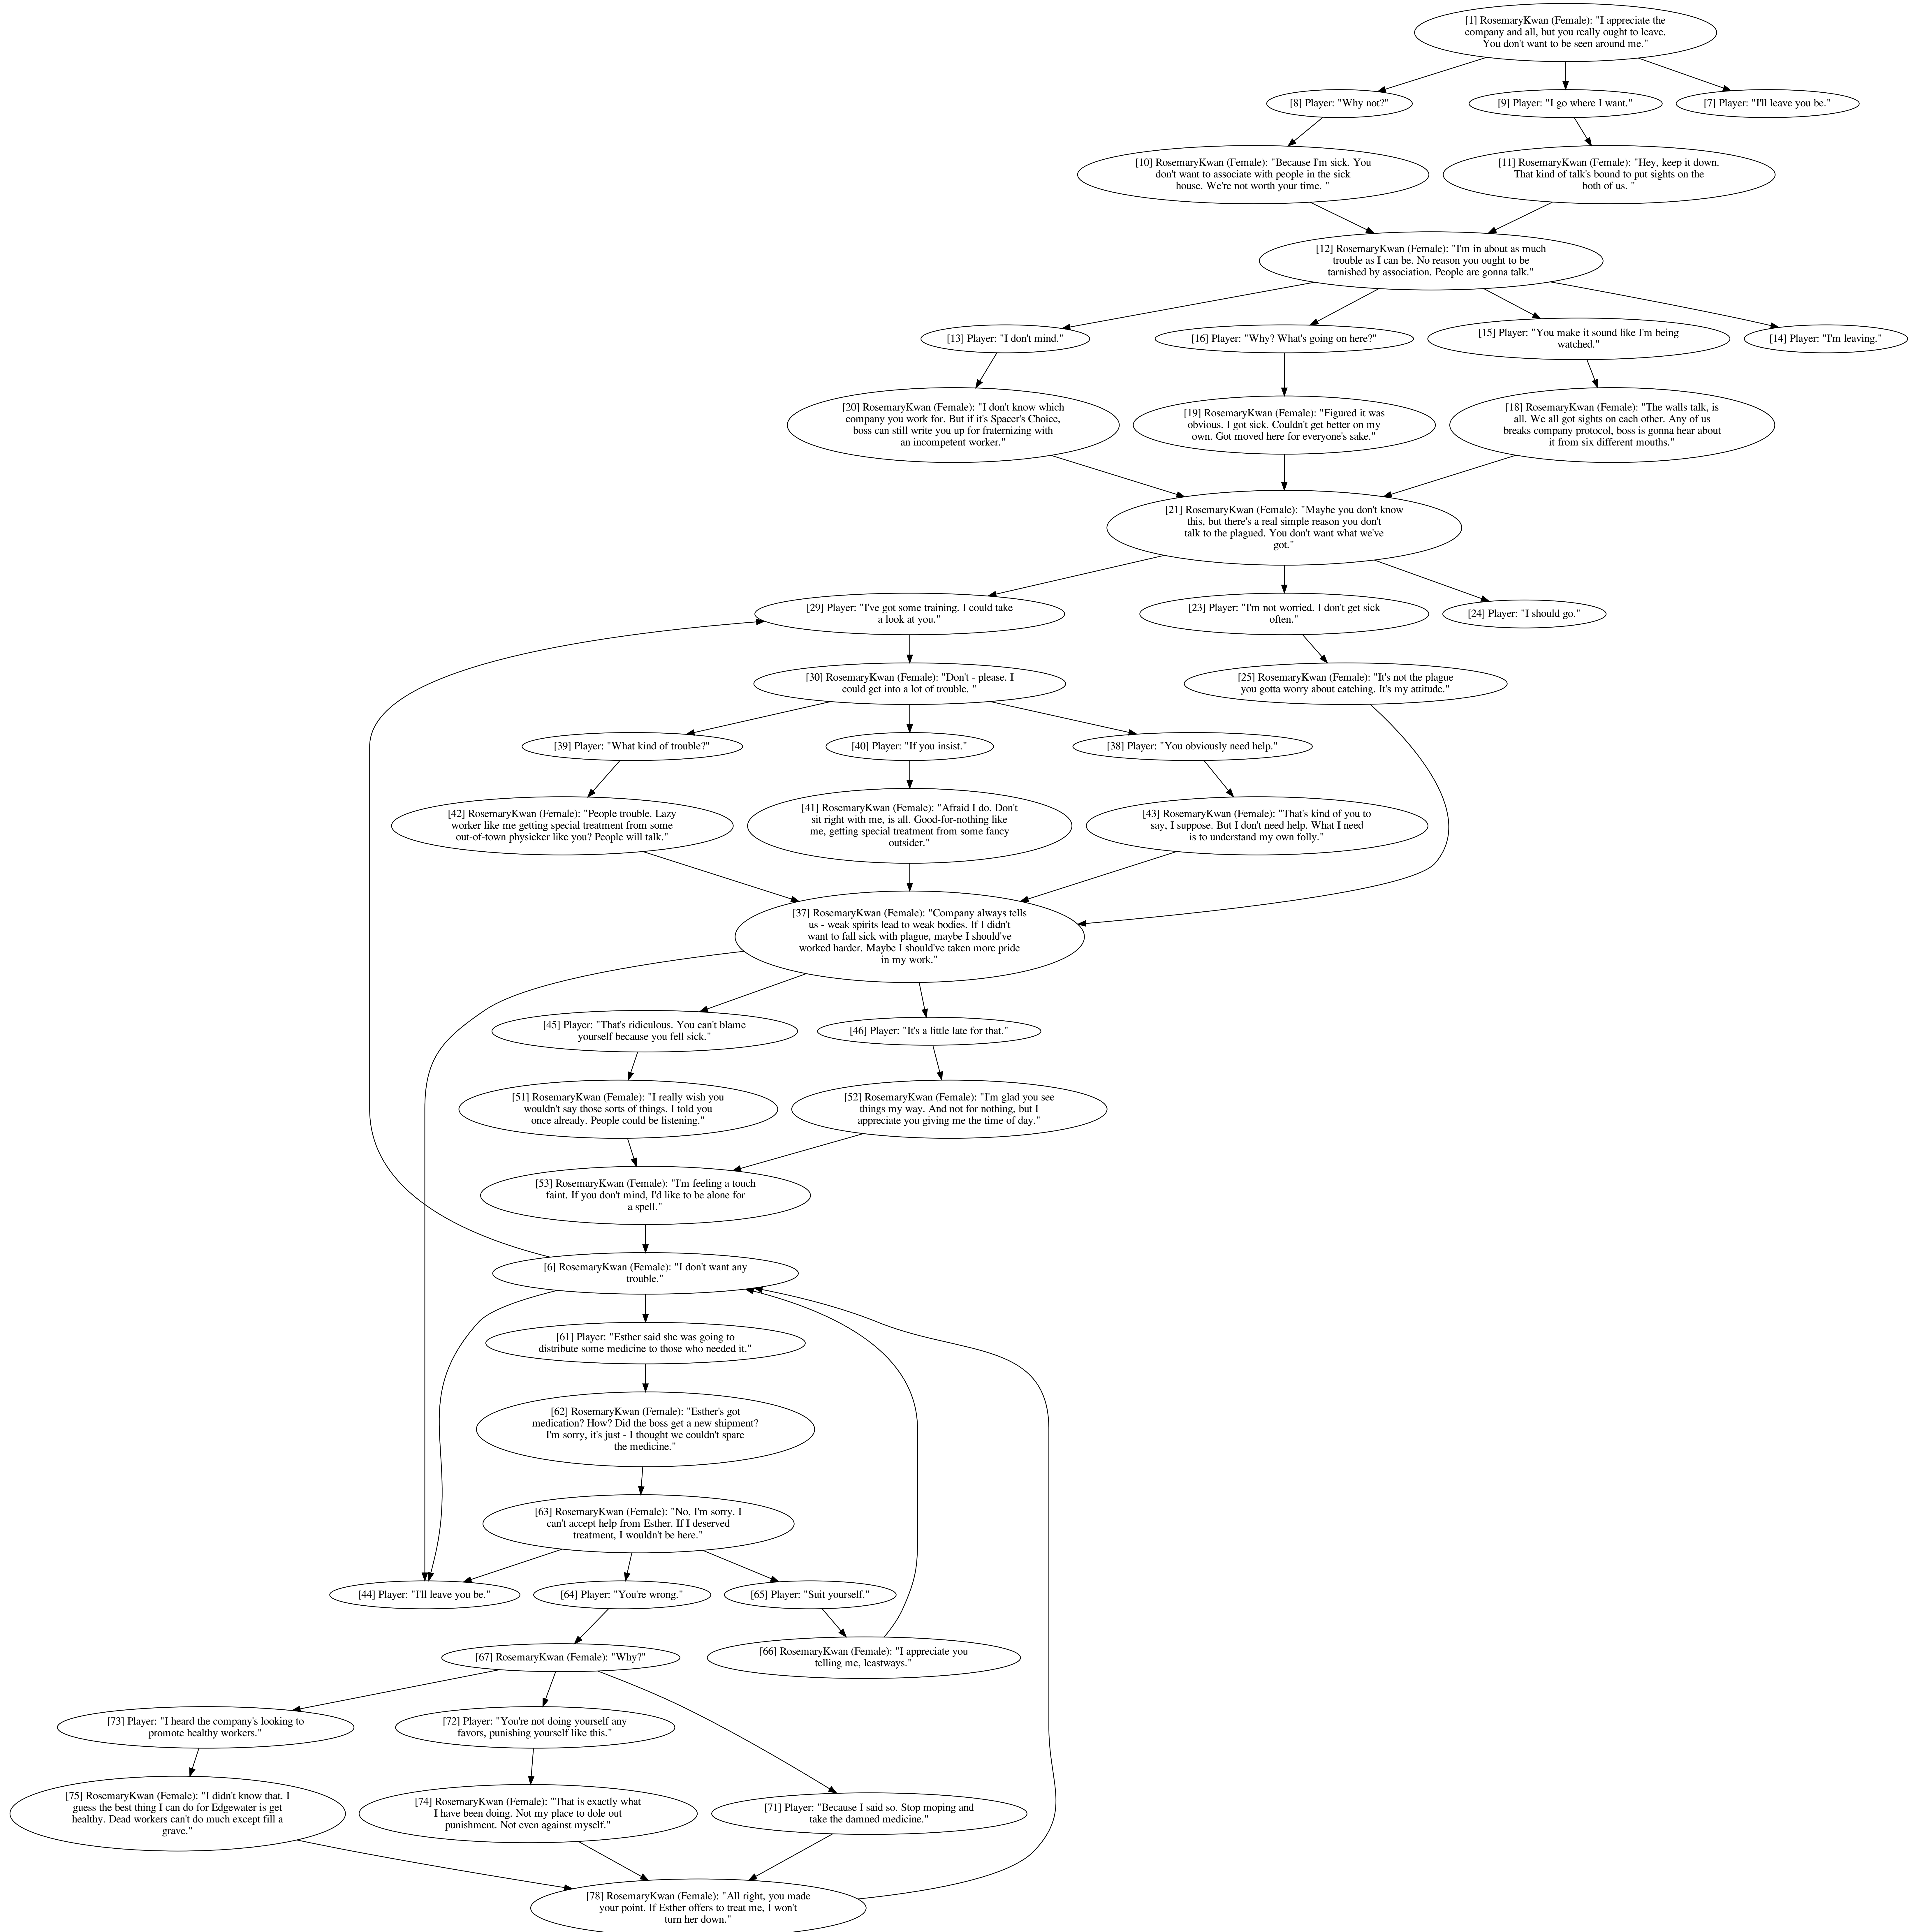 [1] RosemaryKwan (Female): "I appreciate the
company and all, but you really ought to leave.
You don't want to be seen around me."
[8] Player: "Why not?"
[9] Player: "I go where I want."
[7] Player: "I'll leave you be."
[10] RosemaryKwan (Female): "Because I'm sick. You
don't want to associate with people in the sick
house. We're not worth your time. "
[11] RosemaryKwan (Female): "Hey, keep it down.
That kind of talk's bound to put sights on the
both of us. "
[12] RosemaryKwan (Female): "I'm in about as much
trouble as I can be. No reason you ought to be
tarnished by association. People are gonna talk."
[13] Player: "I don't mind."
[16] Player: "Why? What's going on here?"
[15] Player: "You make it sound like I'm being
watched."
[14] Player: "I'm leaving."
[20] RosemaryKwan (Female): "I don't know which
company you work for. But if it's Spacer's Choice,
boss can still write you up for fraternizing with
an incompetent worker."
[19] RosemaryKwan (Female): "Figured it was
obvious. I got sick. Couldn't get better on my
own. Got moved here for everyone's sake."
[18] RosemaryKwan (Female): "The walls talk, is
all. We all got sights on each other. Any of us
breaks company protocol, boss is gonna hear about
it from six different mouths."
[21] RosemaryKwan (Female): "Maybe you don't know
this, but there's a real simple reason you don't
talk to the plagued. You don't want what we've
got."
[29] Player: "I've got some training. I could take
a look at you."
[23] Player: "I'm not worried. I don't get sick
often."
[24] Player: "I should go."
[30] RosemaryKwan (Female): "Don't - please. I
could get into a lot of trouble. "
[25] RosemaryKwan (Female): "It's not the plague
you gotta worry about catching. It's my attitude."
[39] Player: "What kind of trouble?"
[40] Player: "If you insist."
[38] Player: "You obviously need help."
[42] RosemaryKwan (Female): "People trouble. Lazy
worker like me getting special treatment from some
out-of-town physicker like you? People will talk."
[41] RosemaryKwan (Female): "Afraid I do. Don't
sit right with me, is all. Good-for-nothing like
me, getting special treatment from some fancy
outsider."
[43] RosemaryKwan (Female): "That's kind of you to
say, I suppose. But I don't need help. What I need
is to understand my own folly."
[37] RosemaryKwan (Female): "Company always tells
us - weak spirits lead to weak bodies. If I didn't
want to fall sick with plague, maybe I should've
worked harder. Maybe I should've taken more pride
in my work."
[45] Player: "That's ridiculous. You can't blame
yourself because you fell sick."
[46] Player: "It's a little late for that."
[51] RosemaryKwan (Female): "I really wish you
wouldn't say those sorts of things. I told you
once already. People could be listening."
[52] RosemaryKwan (Female): "I'm glad you see
things my way. And not for nothing, but I
appreciate you giving me the time of day."
[53] RosemaryKwan (Female): "I'm feeling a touch
faint. If you don't mind, I'd like to be alone for
a spell."
[6] RosemaryKwan (Female): "I don't want any
trouble."
[61] Player: "Esther said she was going to
distribute some medicine to those who needed it."
[62] RosemaryKwan (Female): "Esther's got
medication? How? Did the boss get a new shipment?
I'm sorry, it's just - I thought we couldn't spare
the medicine."
[63] RosemaryKwan (Female): "No, I'm sorry. I
can't accept help from Esther. If I deserved
treatment, I wouldn't be here."
[44] Player: "I'll leave you be."
[64] Player: "You're wrong."
[65] Player: "Suit yourself."
[67] RosemaryKwan (Female): "Why?"
[66] RosemaryKwan (Female): "I appreciate you
telling me, leastways."
[73] Player: "I heard the company's looking to
promote healthy workers."
[72] Player: "You're not doing yourself any
favors, punishing yourself like this."
[75] RosemaryKwan (Female): "I didn't know that. I
guess the best thing I can do for Edgewater is get
healthy. Dead workers can't do much except fill a
grave."
[74] RosemaryKwan (Female): "That is exactly what
I have been doing. Not my place to dole out
punishment. Not even against myself."
[71] Player: "Because I said so. Stop moping and
take the damned medicine."
[78] RosemaryKwan (Female): "All right, you made
your point. If Esther offers to treat me, I won't
turn her down."